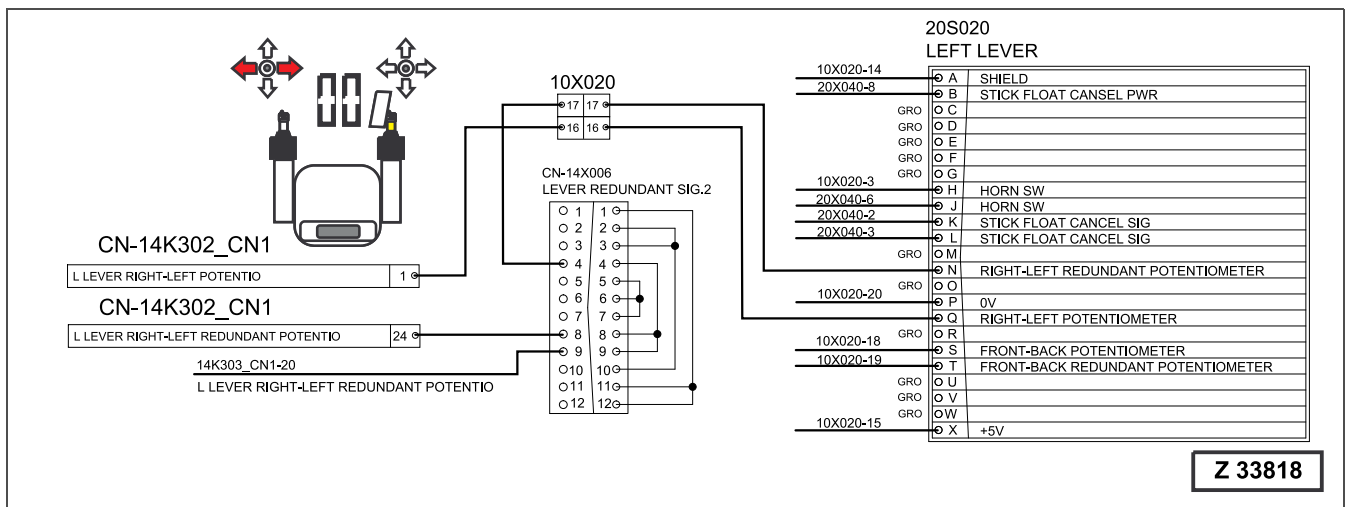 20S020
LEFT LEVER
10X020-14 A SHIELD
20X040-8 B STICK FLOAT CANSEL PWR
GRO C
GRO D
GRO E
GRO F
GRO G
10X020-3 H HORN SW
20X040-6 J HORN SW
20X040-2 K STICK FLOAT CANCEL SIG
20X040-3 L STICK FLOAT CANCEL SIG
GRO M
N RIGHT-LEFT REDUNDANT POTENTIOMETER
GRO O
10X020-20 P 0V
Q RIGHT-LEFT POTENTIOMETER
GRO R
10X020-18 S FRONT-BACK POTENTIOMETER
10X020-19 T FRONT-BACK REDUNDANT POTENTIOMETER
GRO U
GRO V
GRO W
10X020-15 X +5V
10X020
17 17
16 16
CN-14X006
LEVER REDUNDANT SIG.2
1 1
2 2
3 3
4 4
5 5
6 6
7 7
8 8
9 9
10 10
11 11
12 12
CN-14K302_CN1
L LEVER RIGHT-LEFT POTENTIO 1
CN-14K302_CN1
L LEVER RIGHT-LEFT REDUNDANT POTENTIO 24
14K303_CN1-20
L LEVER RIGHT-LEFT REDUNDANT POTENTIO
Z 33818